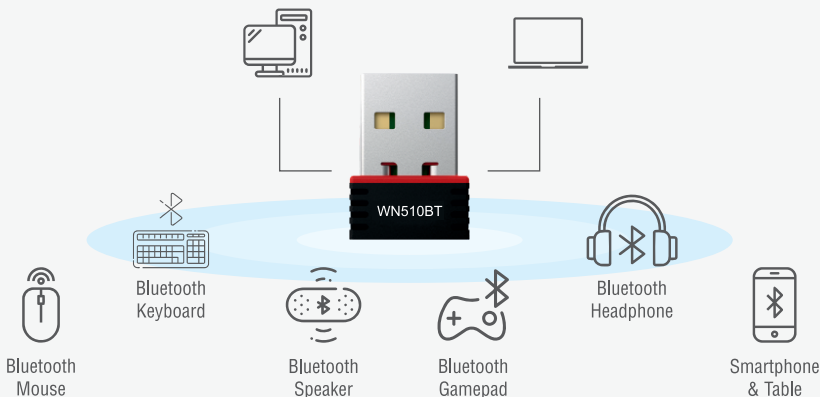 WN510BT
Bluetooth
Keyboard
Bluetooth
Headphone
Bluetooth
Mouse
Bluetooth
Speaker
Bluetooth
Gamepad
Smartphone
& Table